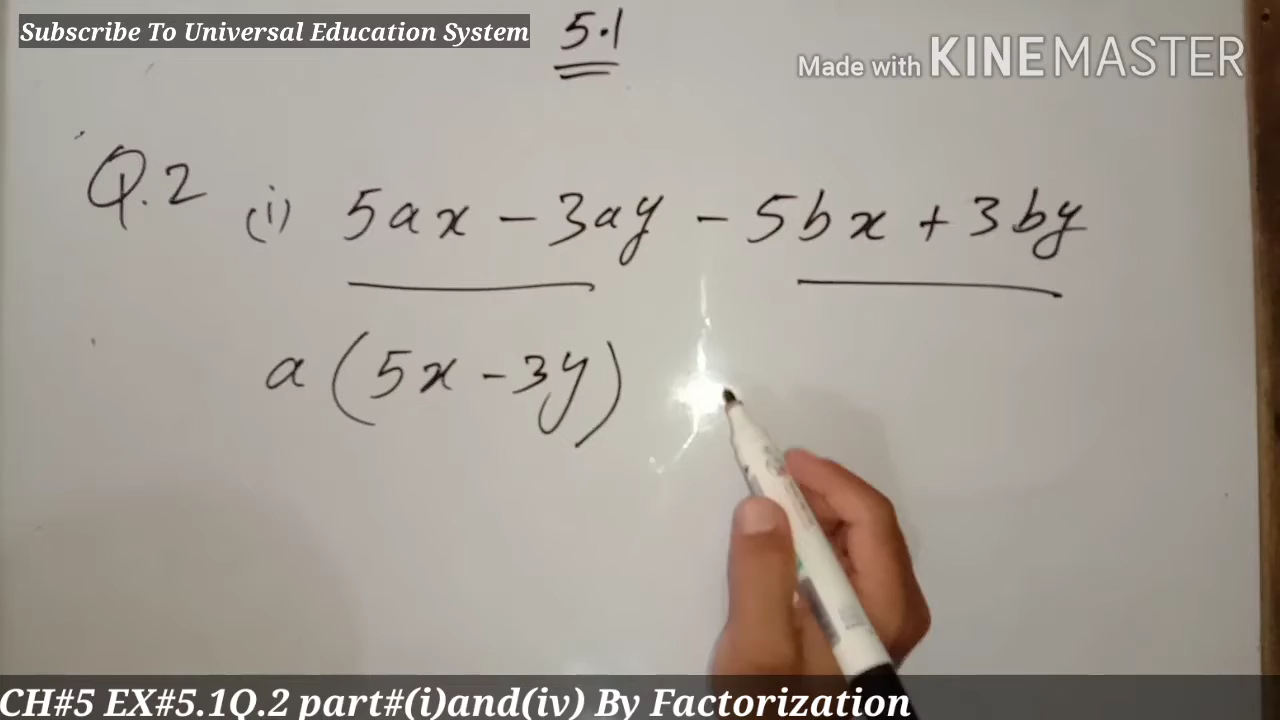 Subscribe To Universal Education System
5.1
Made with KINEMASTER
Q.2 (i) 5ax - 3ay - 5bx + 3by
a (5x - 3y)
CH#5 EX#5.1Q.2 part#(i)and(iv) By Factorization